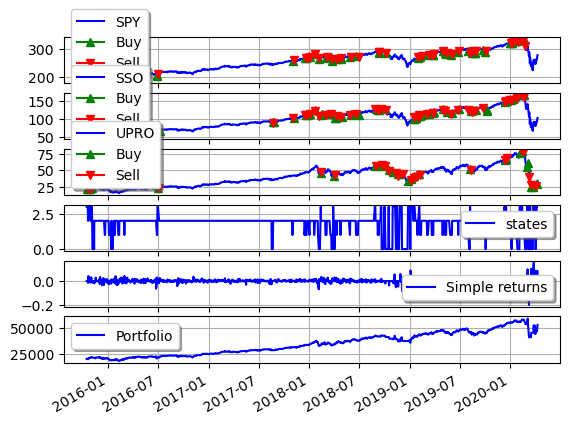 SPY
Buy
Sell
300
200
SSO
Buy
Sell
150
100
50
UPRO
Buy
Sell
75
50
25
states
2.5
0.0
Simple returns
0.0
−0.2
Portfolio
50000
25000
2016-01
2016-07
2017-01
2017-07
2018-01
2018-07
2019-01
2019-07
2020-01